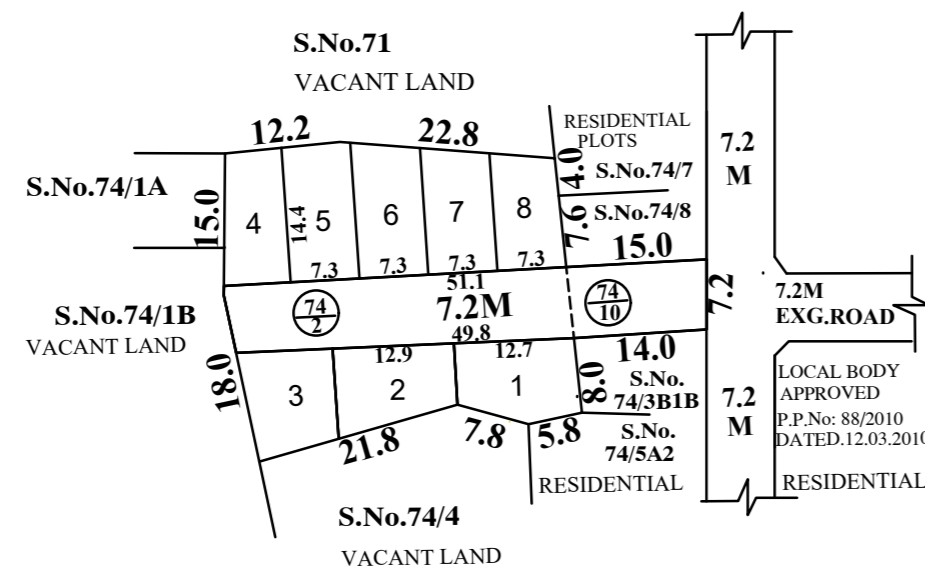 S.No.71
VACANT LAND
12.2
22.8
RESIDENTIAL
PLOTS
7.2
M
S.No.74/1A
15.0
4
14.4
5
6
7
8
4.0
S.No.74/7
7.6
S.No.74/8
15.0
7.3
7.3
7.3
7.3
51.1
S.No.74/1B
VACANT LAND
74
2
7.2M
74
10
7.2
7.2M
EXG.ROAD
49.8
12.9
12.7
14.0
18.0
3
2
1
8.0
S.No.
74/3B1B
7.2
M
LOCAL BODY
APPROVED
P.P.No: 88/2010
DATED.12.03.2010
21.8
7.8
5.8
S.No.
74/5A2
RESIDENTIAL
RESIDENTIAL
S.No.74/4
VACANT LAND